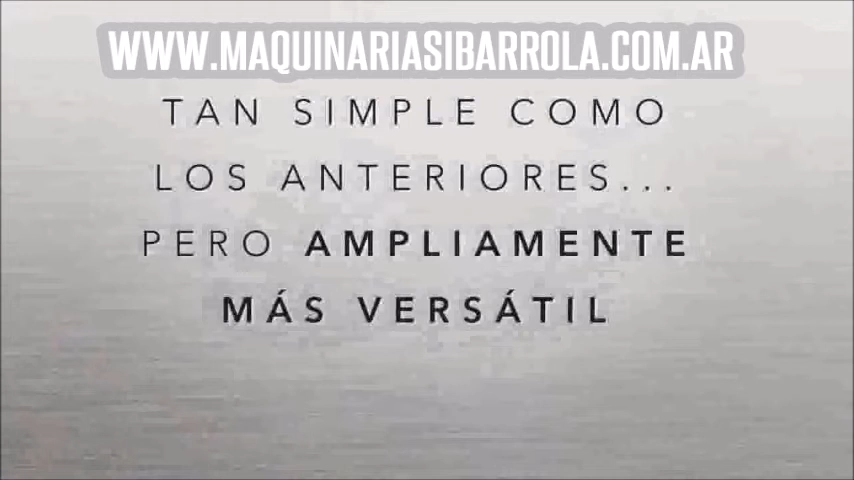 WWW.MAQUINARIASIBARROLA.COM.AR
TAN SIMPLE COMO
LOS ANTERIORES...
PERO AMPLIAMENTE
MÁS VERSÁTIL